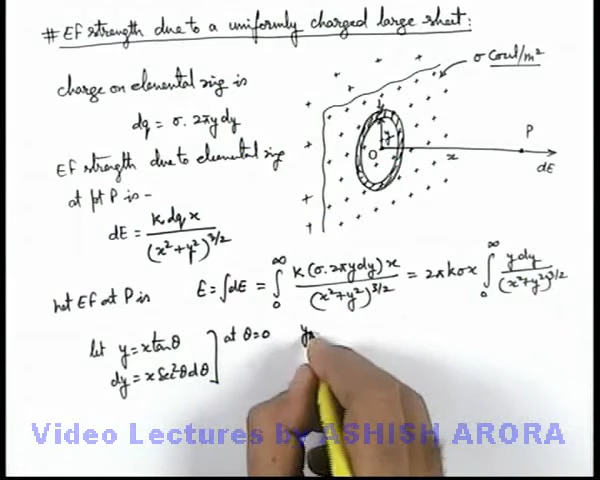 # EF strength due to a uniformly charged large sheet:
σ Coul/m²
charge on elemental ring is
dq = σ. 2πy dy
EF strength due to elemental ring
at pt P is -
dE = K dq x / (x²+y²)^3/2
y
O
x
P
dE
net EF at P is E = ∫dE = ∫₀^∞ K(σ. 2πy dy) x / (x²+y²)^3/2 = 2πKσx ∫₀^∞ y dy / (x²+y²)^3/2
let y = x tanθ ] at θ=0 y
dy = x Sec²θ dθ
Video Lectures by ASHISH ARORA